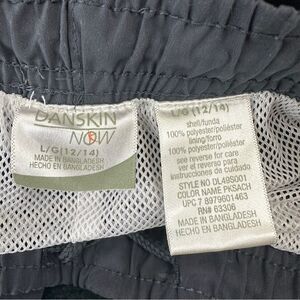 DANSKIN
NOW
L/G (12/14)
MADE IN BANGLADESH
HECHO EN BANGLADESH
L/G (12/14)
shell/funda
100% polyester/poliéster
lining/forro
100% polyester/poliéster
see reverse for care
ver el reverso para
instrucciones de cuidado
STYLE NO DL49S001
COLOR NAME PKSACH
UPC 7 8979601463
RN# 63306
MADE IN BANGLADESH
HECHO EN BANGLADESH